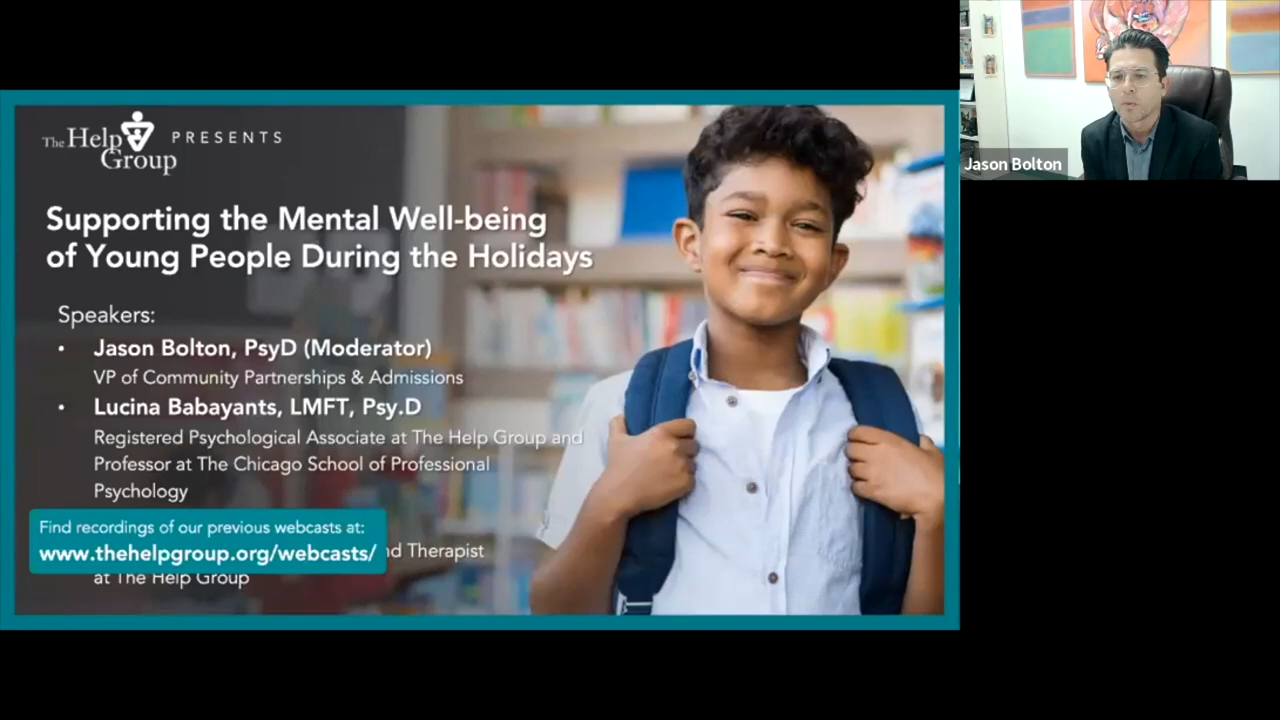 The Help Group PRESENTS
Supporting the Mental Well-being
of Young People During the Holidays
Speakers:
• Jason Bolton, PsyD (Moderator)
VP of Community Partnerships & Admissions
• Lucina Babayants, LMFT, Psy.D
Registered Psychological Associate at The Help Group and
Professor at The Chicago School of Professional
Psychology
Find recordings of our previous webcasts at:
www.thehelpgroup.org/webcasts/
nd Therapist
at The Help Group
Jason Bolton